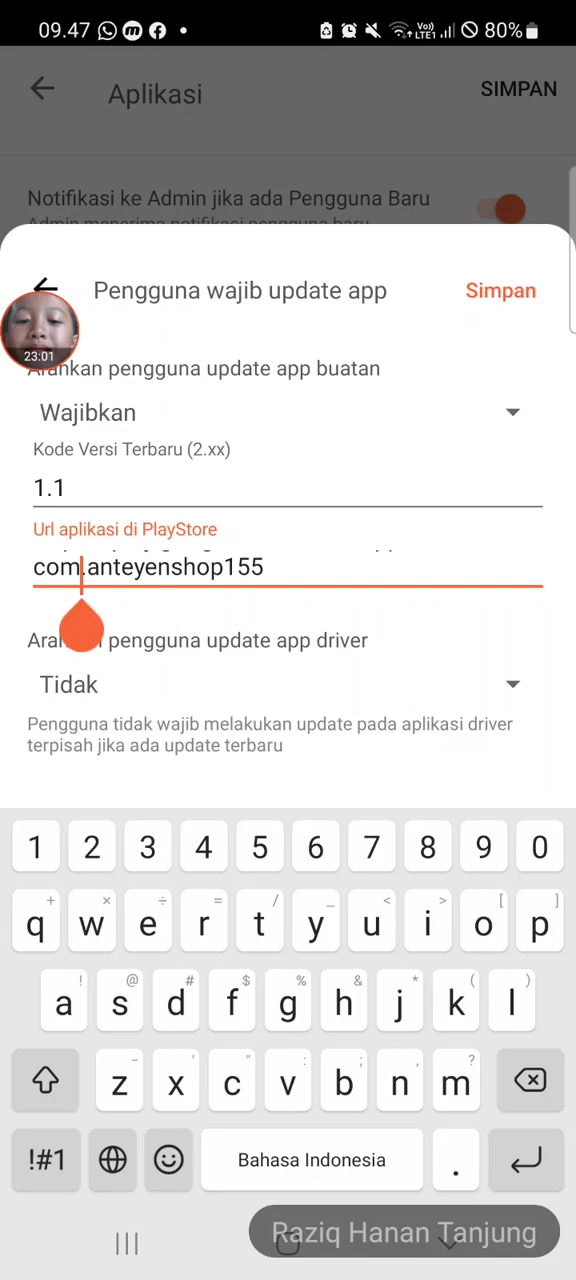 09.47
Vo))
LTE1
80%
Aplikasi
SIMPAN
Notifikasi ke Admin jika ada Pengguna Baru
Admin menerima notifikasi pengguna baru
Pengguna wajib update app
Simpan
23:01
Arahkan pengguna update app buatan
Wajibkan
Kode Versi Terbaru (2.xx)
1.1
Url aplikasi di PlayStore
com.anteyenshop155
pengguna update app driver
Tidak
Pengguna tidak wajib melakukan update pada aplikasi driver
terpisah jika ada update terbaru
1 2 3 4 5 6 7 8 9 0
+ × ÷ = / _ < > [ ]
q w e r t y u i o p
! @ # $ % & * ( )
a s d f g h j k l
- ' " : ; , ?
z x c v b n m
!#1
Bahasa Indonesia
.
Raziq Hanan Tanjung